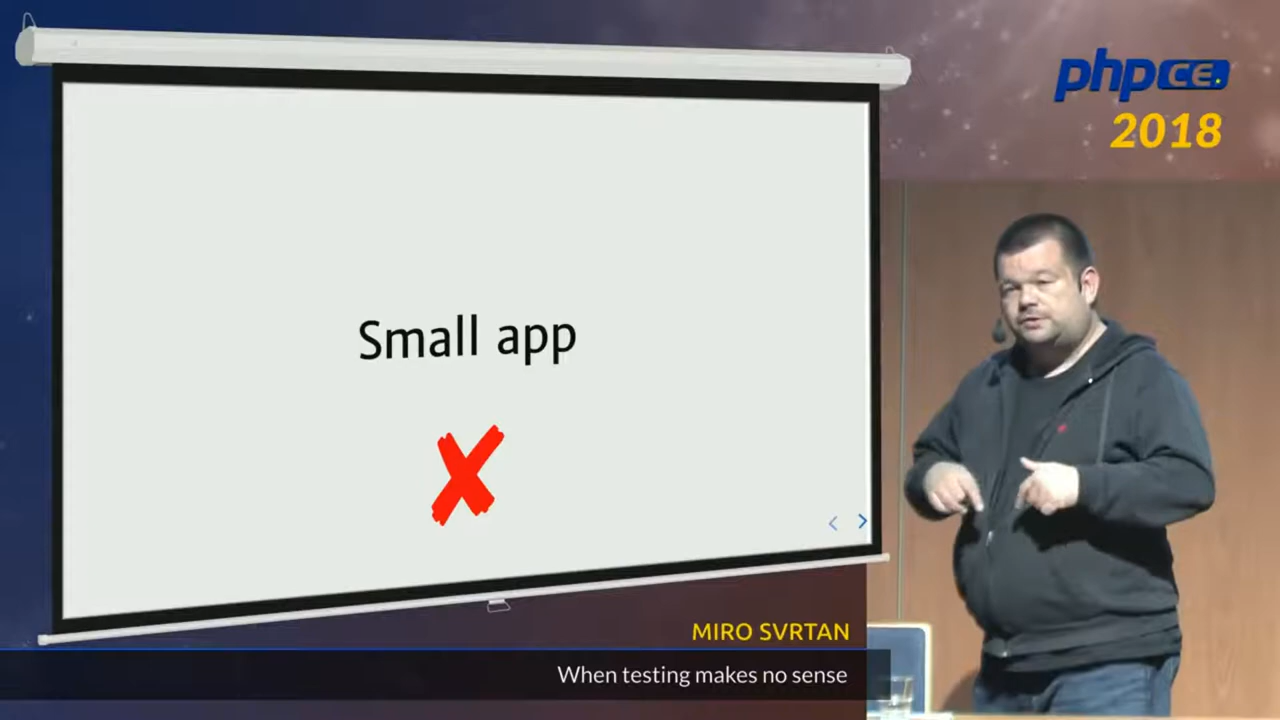 phpCE.
2018
Small app
MIRO SVRTAN
When testing makes no sense